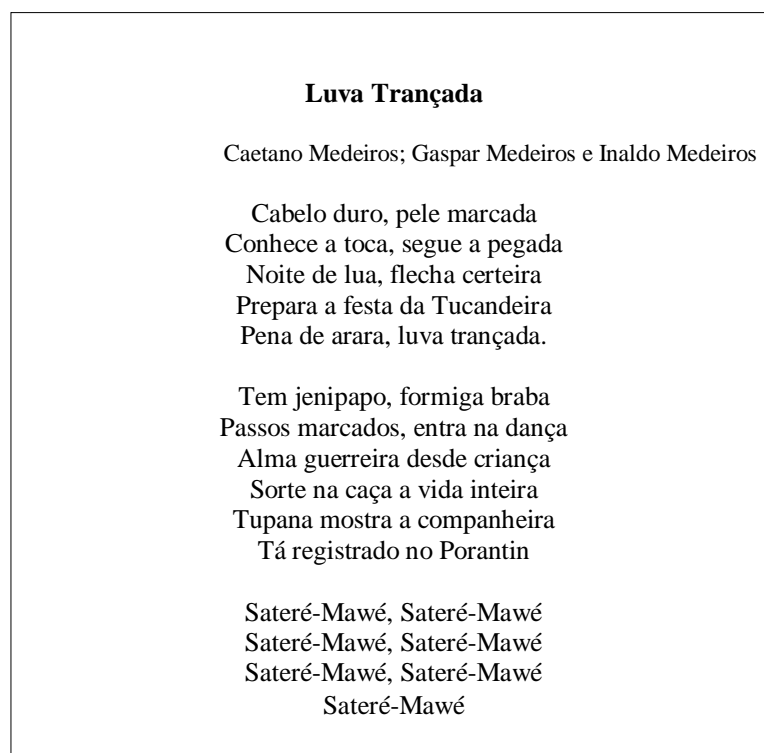 Luva Trançada
Caetano Medeiros; Gaspar Medeiros e Inaldo Medeiros
Cabelo duro, pele marcada
Conhece a toca, segue a pegada
Noite de lua, flecha certeira
Prepara a festa da Tucandeira
Pena de arara, luva trançada.
Tem jenipapo, formiga braba
Passos marcados, entra na dança
Alma guerreira desde criança
Sorte na caça a vida inteira
Tupana mostra a companheira
Tá registrado no Porantin
Sateré-Mawé, Sateré-Mawé
Sateré-Mawé, Sateré-Mawé
Sateré-Mawé, Sateré-Mawé
Sateré-Mawé